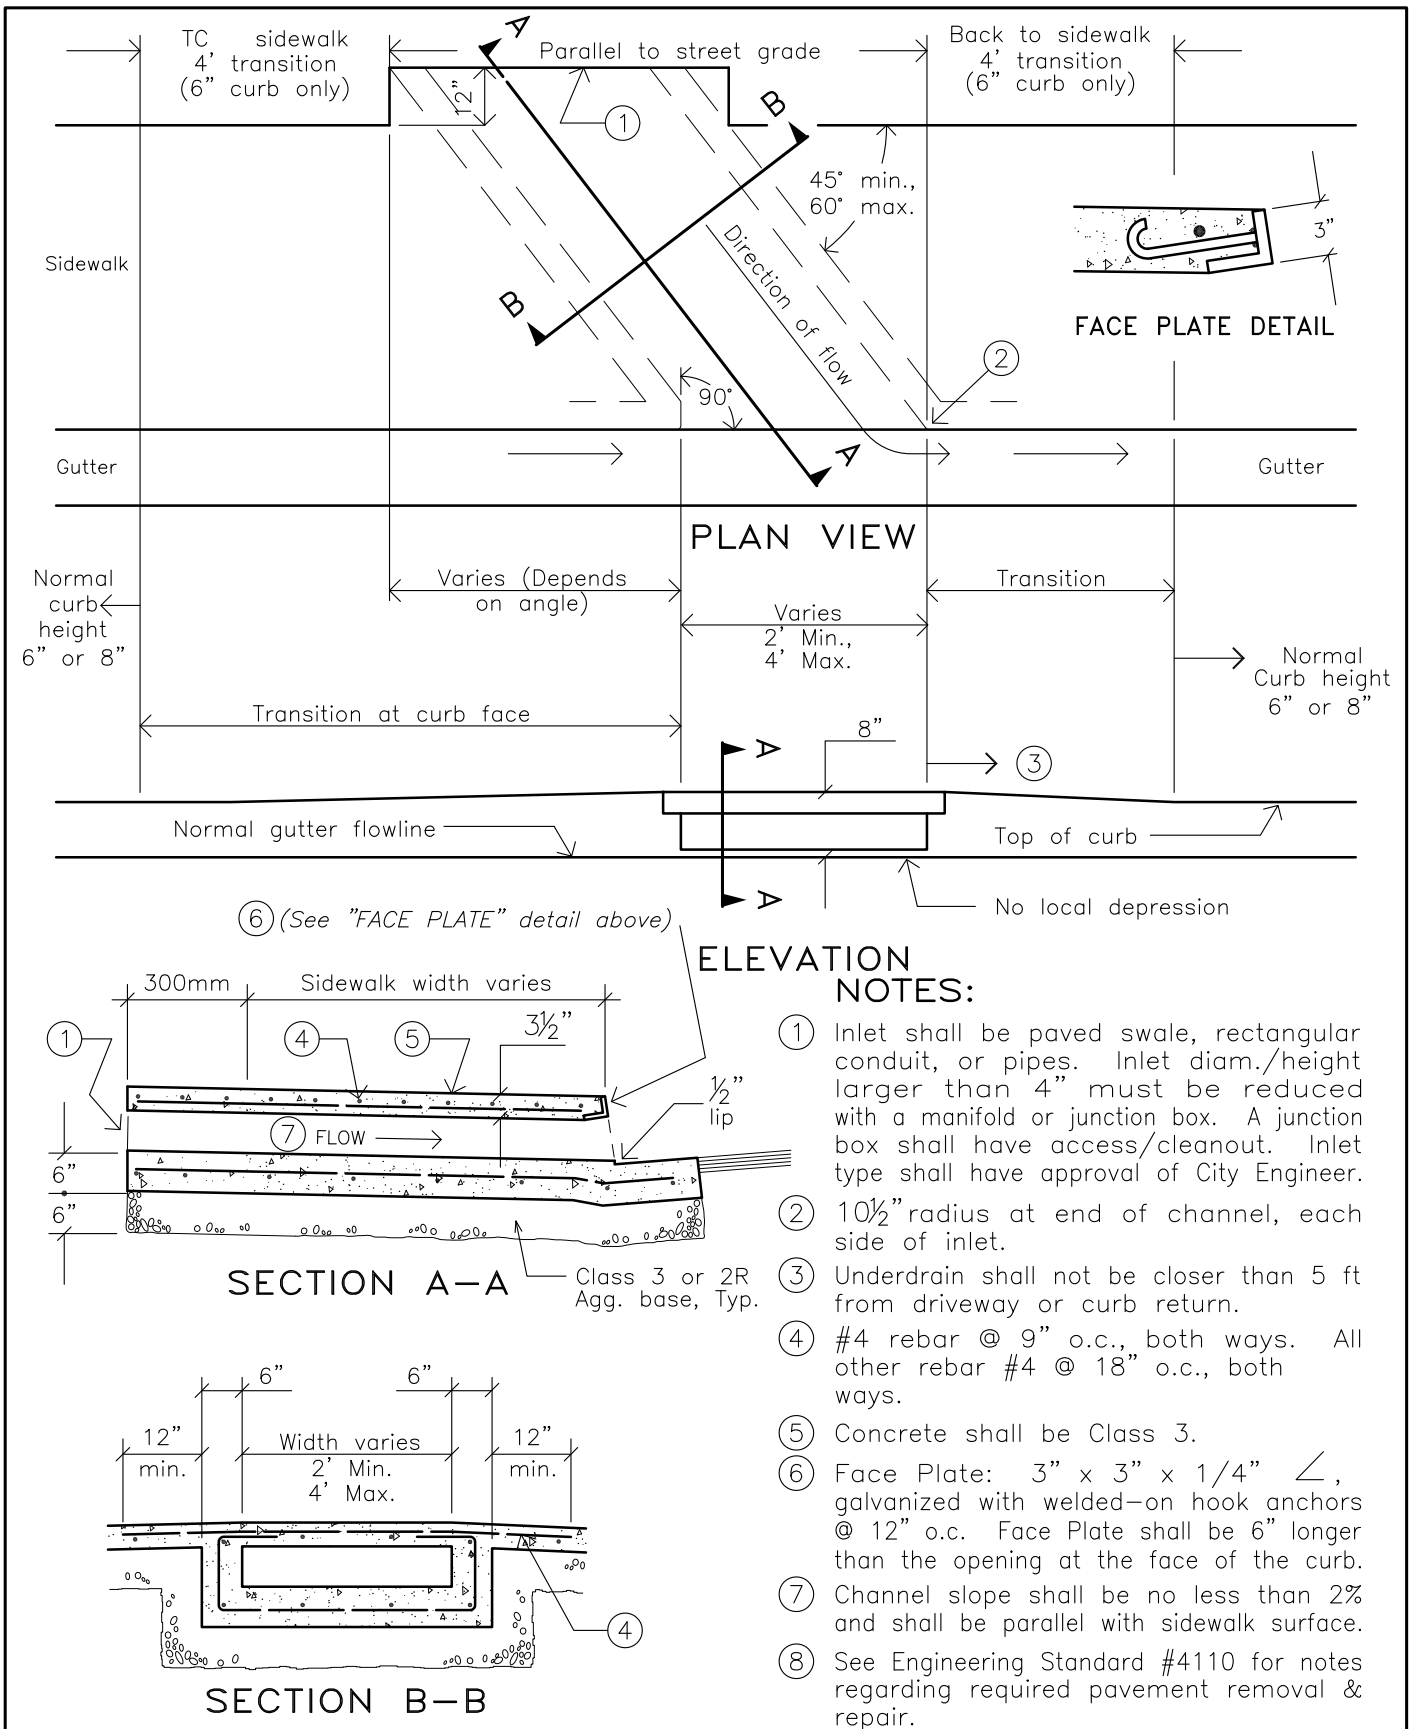 TC sidewalk
4' transition
(6" curb only)
Parallel to street grade
Back to sidewalk
4' transition
(6" curb only)
A
12"
1
B
45° min.,
60° max.
3"
Sidewalk
Direction of flow
B
FACE PLATE DETAIL
2
90°
A
Gutter
Gutter
PLAN VIEW
Normal
curb
height
6" or 8"
Varies (Depends
on angle)
Transition
Varies
2' Min.,
4' Max.
Normal
Curb height
6" or 8"
Transition at curb face
8"
A
3
Normal gutter flowline
Top of curb
A
No local depression
6 (See "FACE PLATE" detail above)
ELEVATION
300mm
Sidewalk width varies
3½"
1
4
5
½"
lip
7 FLOW
6"
6"
SECTION A-A
Class 3 or 2R
Agg. base, Typ.
6"
6"
12"
min.
Width varies
2' Min.
4' Max.
12"
min.
4
SECTION B-B
NOTES:
1 Inlet shall be paved swale, rectangular
conduit, or pipes. Inlet diam./height
larger than 4" must be reduced
with a manifold or junction box. A junction
box shall have access/cleanout. Inlet
type shall have approval of City Engineer.
2 10½" radius at end of channel, each
side of inlet.
3 Underdrain shall not be closer than 5 ft
from driveway or curb return.
4 #4 rebar @ 9" o.c., both ways. All
other rebar #4 @ 18" o.c., both
ways.
5 Concrete shall be Class 3.
6 Face Plate: 3" x 3" x 1/4" ∠,
galvanized with welded-on hook anchors
@ 12" o.c. Face Plate shall be 6" longer
than the opening at the face of the curb.
7 Channel slope shall be no less than 2%
and shall be parallel with sidewalk surface.
8 See Engineering Standard #4110 for notes
regarding required pavement removal &
repair.